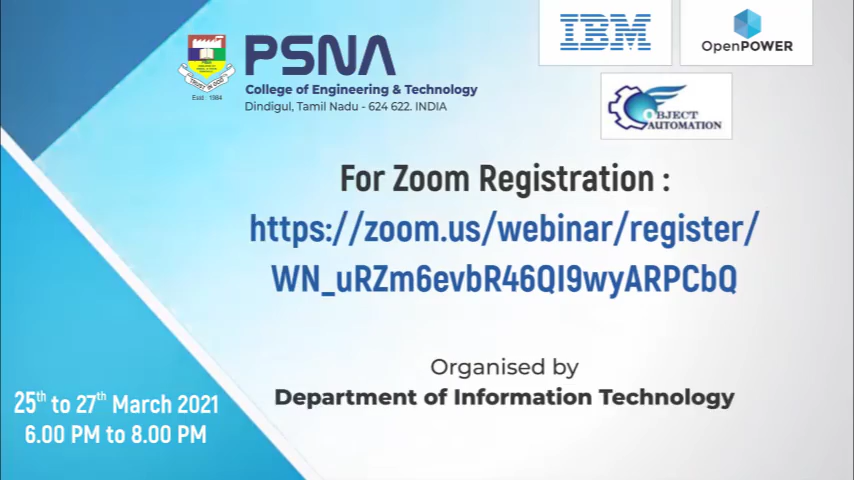 PSNA
College of Engineering & Technology
Dindigul, Tamil Nadu - 624 622. INDIA
Estd : 1984
IBM
OpenPOWER
OBJECT
AUTOMATION
For Zoom Registration :
https://zoom.us/webinar/register/
WN_uRZm6evbR46QI9wyARPCbQ
Organised by
Department of Information Technology
25th to 27th March 2021
6.00 PM to 8.00 PM